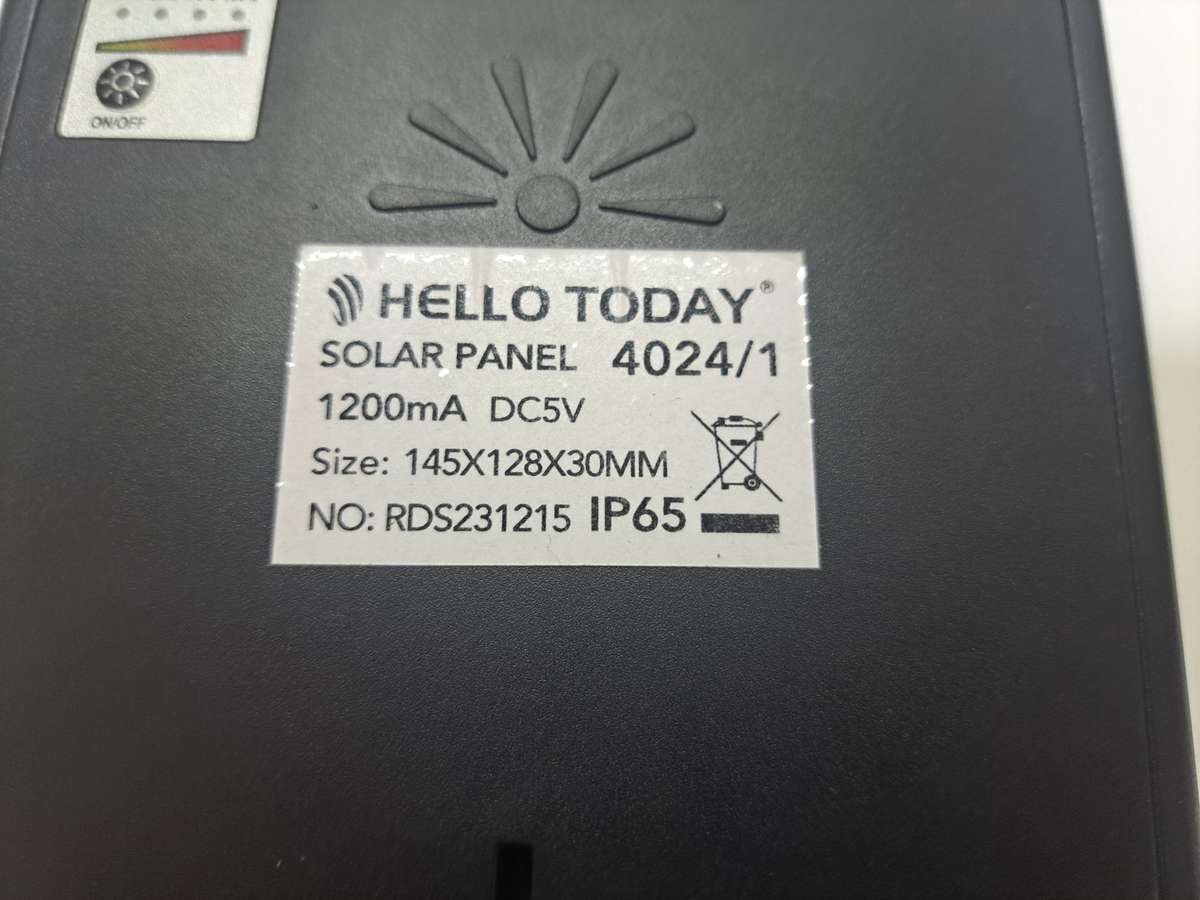 ON/OFF
HELLO TODAY®
SOLAR PANEL 4024/1
1200mA DC5V
Size: 145X128X30MM
NO: RDS231215 IP65